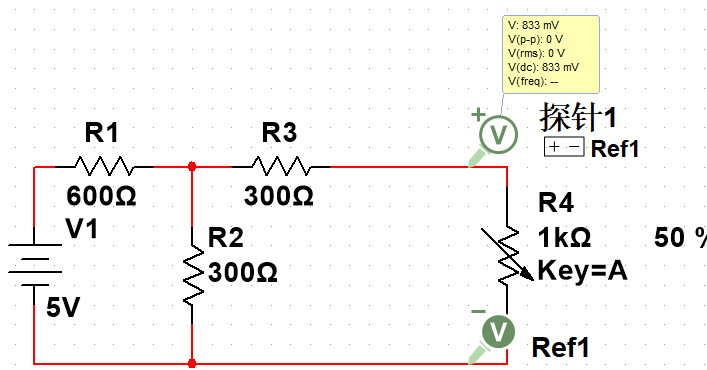 V: 833 mV
V(p-p): 0 V
V(rms): 0 V
V(dc): 833 mV
V(freq): --
+
V
探针1
+ - Ref1
R1
R3
600Ω
300Ω
V1
R2
300Ω
5V
R4
1kΩ
50 %
Key=A
−
V
Ref1